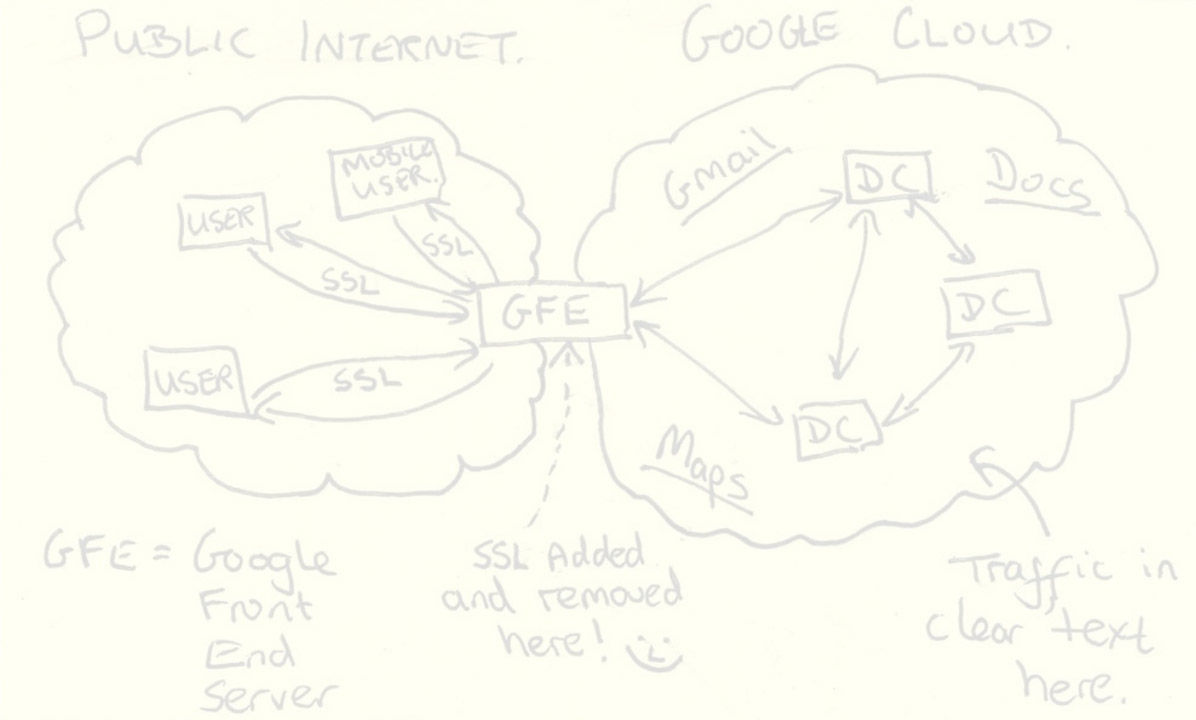 PUBLIC INTERNET.
GOOGLE CLOUD.
MOBILE
USER.
USER
SSL
SSL
GFE
USER
SSL
Gmail
DC
Docs
DC
DC
Maps
GFE = Google
Front
End
Server
SSL Added
and removed
here!
Traffic in
clear text
here.